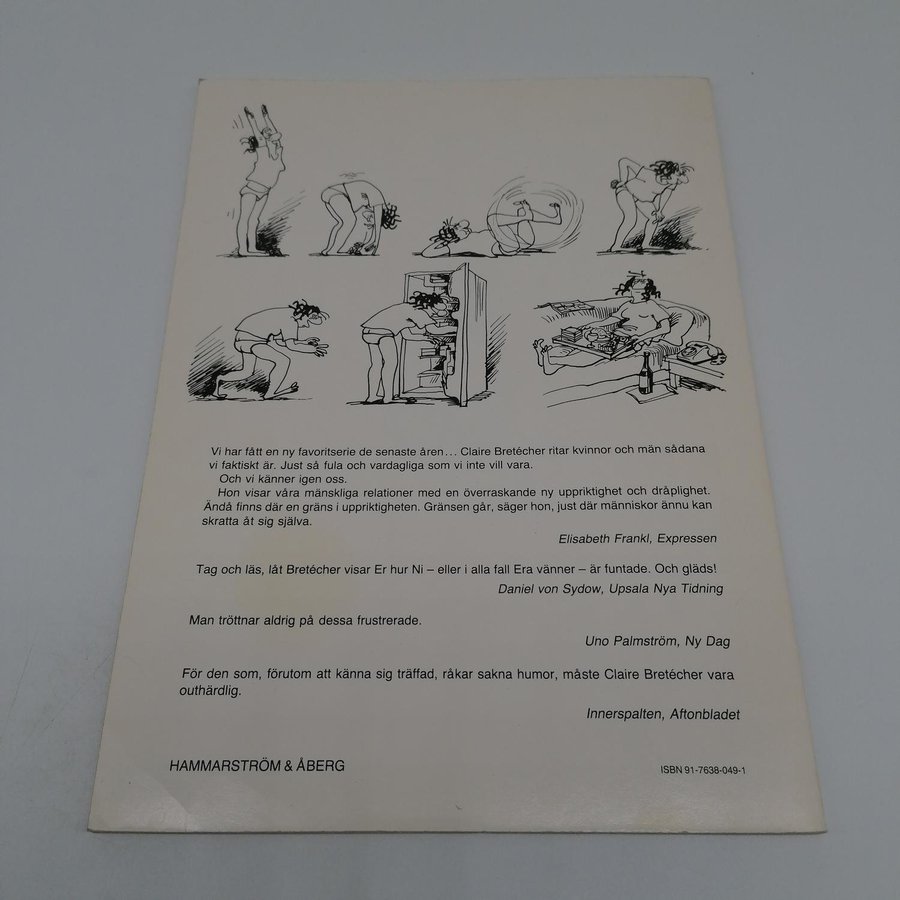 Vi har fått en ny favoritserie de senaste åren... Claire Bretécher ritar kvinnor och män sådana
vi faktiskt är. Just så fula och vardagliga som vi inte vill vara.
Och vi känner igen oss.
Hon visar våra mänskliga relationer med en överraskande ny uppriktighet och dråplighet.
Ändå finns där en gräns i uppriktigheten. Gränsen går, säger hon, just där människor ännu kan
skratta åt sig själva.
Elisabeth Frankl, Expressen
Tag och läs, låt Bretécher visar Er hur Ni – eller i alla fall Era vänner – är funtade. Och gläds!
Daniel von Sydow, Upsala Nya Tidning
Man tröttnar aldrig på dessa frustrerade.
Uno Palmström, Ny Dag
För den som, förutom att känna sig träffad, råkar sakna humor, måste Claire Bretécher vara
outhärdlig.
Innerspalten, Aftonbladet
HAMMARSTRÖM & ÅBERG
ISBN 91-7638-049-1